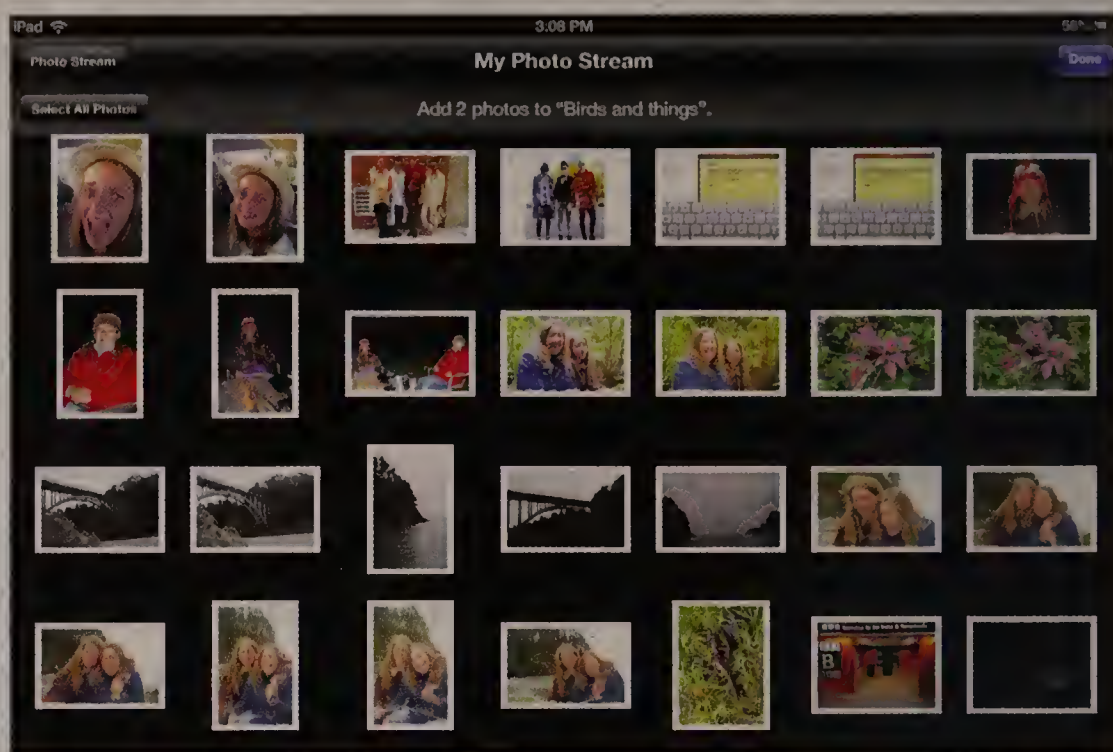 iPad 3:08 PM
Photo Stream My Photo Stream Done
Select All Photos Add 2 photos to "Birds and things".
B